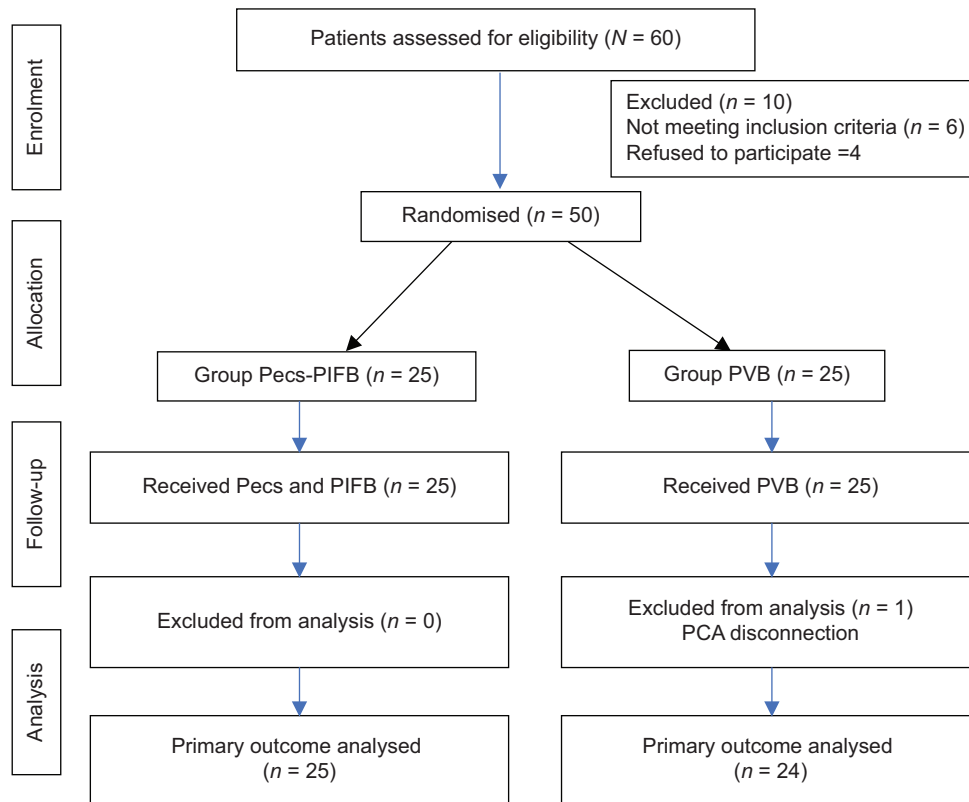 Enrolment
Patients assessed for eligibility (N = 60)
Excluded (n = 10)
Not meeting inclusion criteria (n = 6)
Refused to participate =4
Randomised (n = 50)
Allocation
Group Pecs-PIFB (n = 25)
Group PVB (n = 25)
Follow-up
Received Pecs and PIFB (n = 25)
Received PVB (n = 25)
Excluded from analysis (n = 0)
Excluded from analysis (n = 1)
PCA disconnection
Analysis
Primary outcome analysed
(n = 25)
Primary outcome analysed
(n = 24)